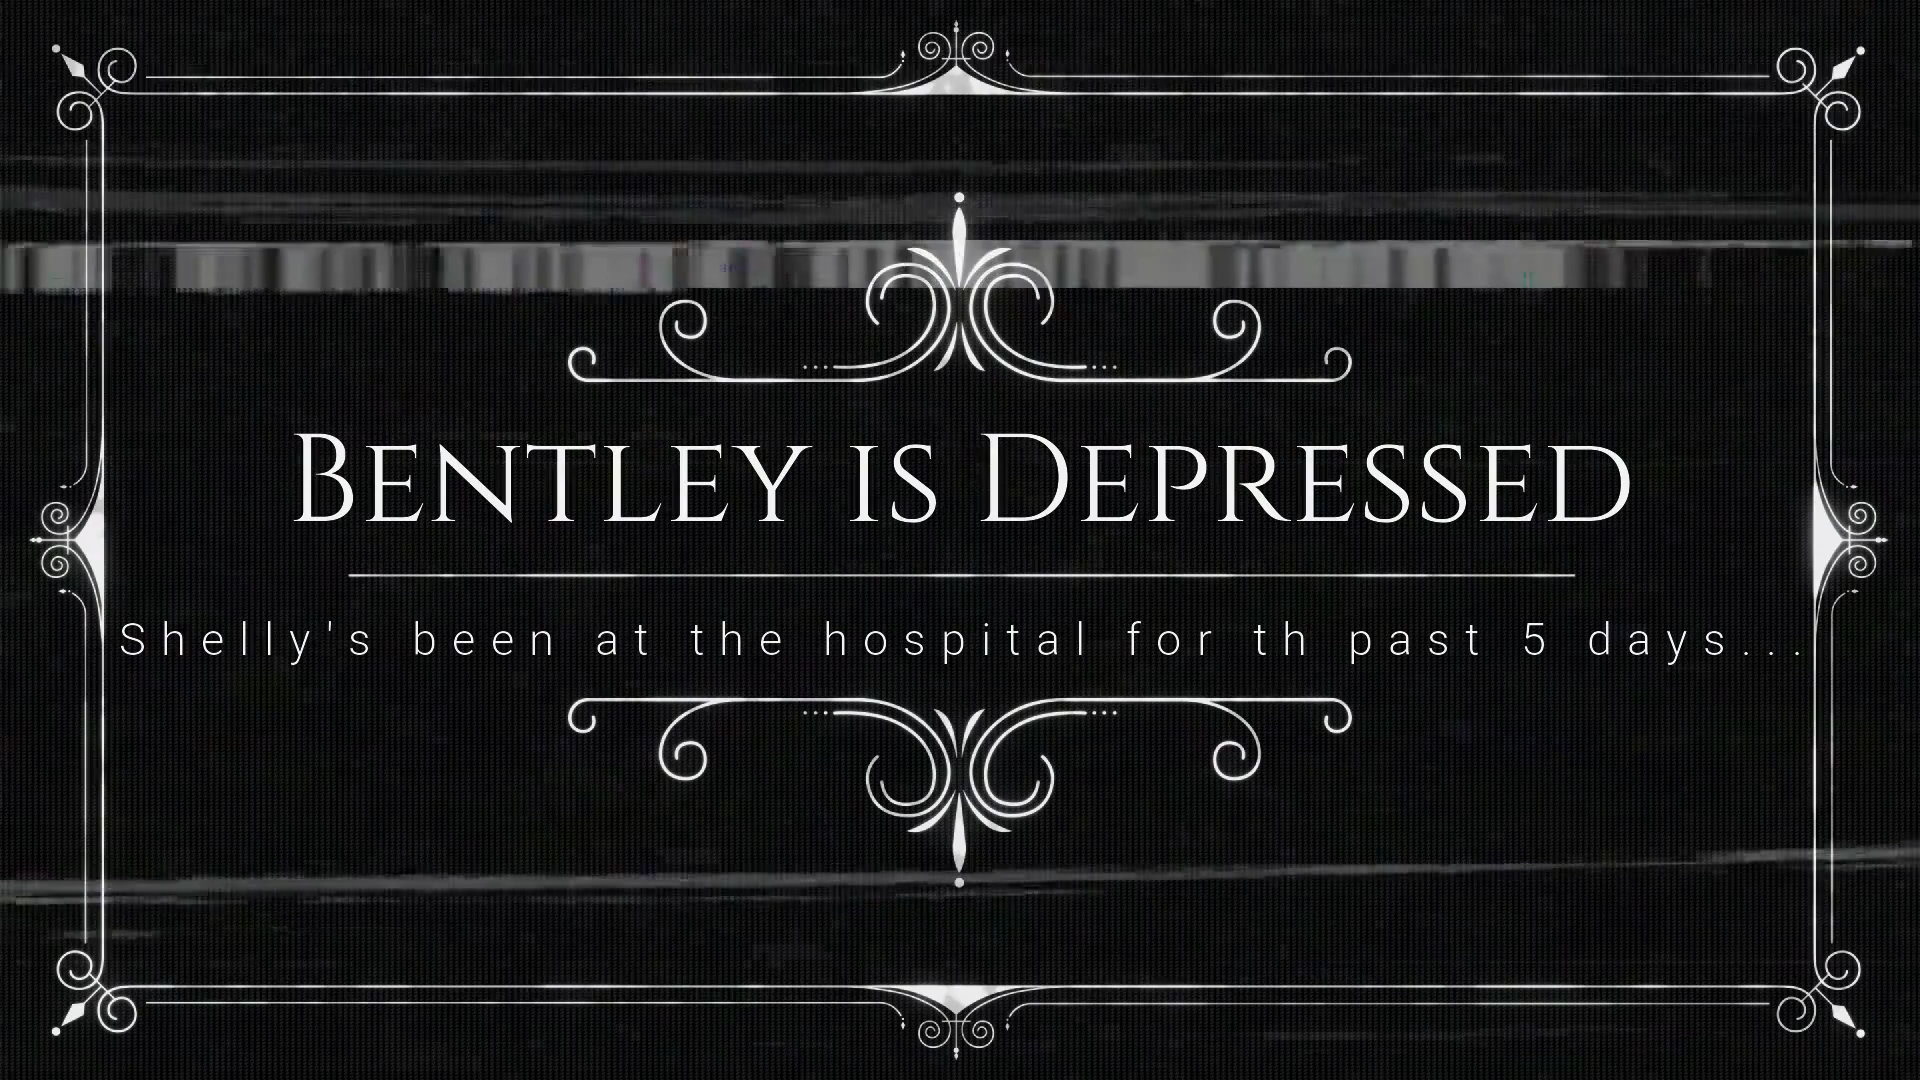 Bentley is Depressed
Shelly's been at the hospital for th past 5 days...